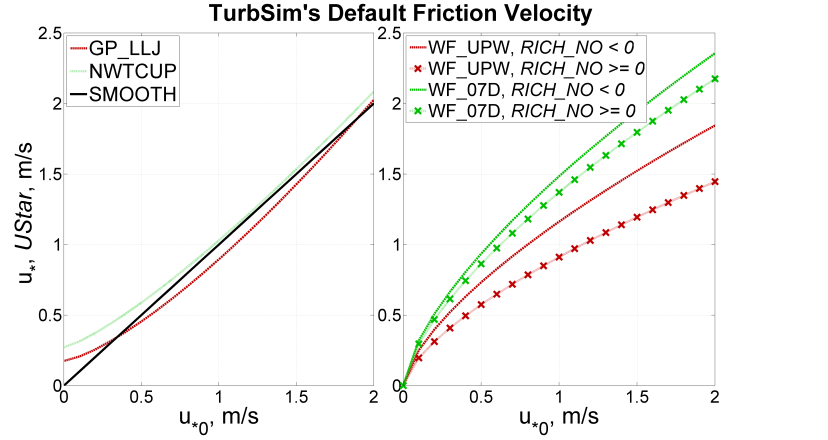 TurbSim's Default Friction Velocity
2.5
2
1.5
1
0.5
0
u*, UStar, m/s
GP_LLJ
NWTCUP
SMOOTH
0
0.5
1
1.5
2
u*0, m/s
2.5
2
1.5
1
0.5
0
WF_UPW, RICH_NO < 0
WF_UPW, RICH_NO >= 0
WF_07D, RICH_NO < 0
WF_07D, RICH_NO >= 0
0
0.5
1
1.5
2
u*0, m/s